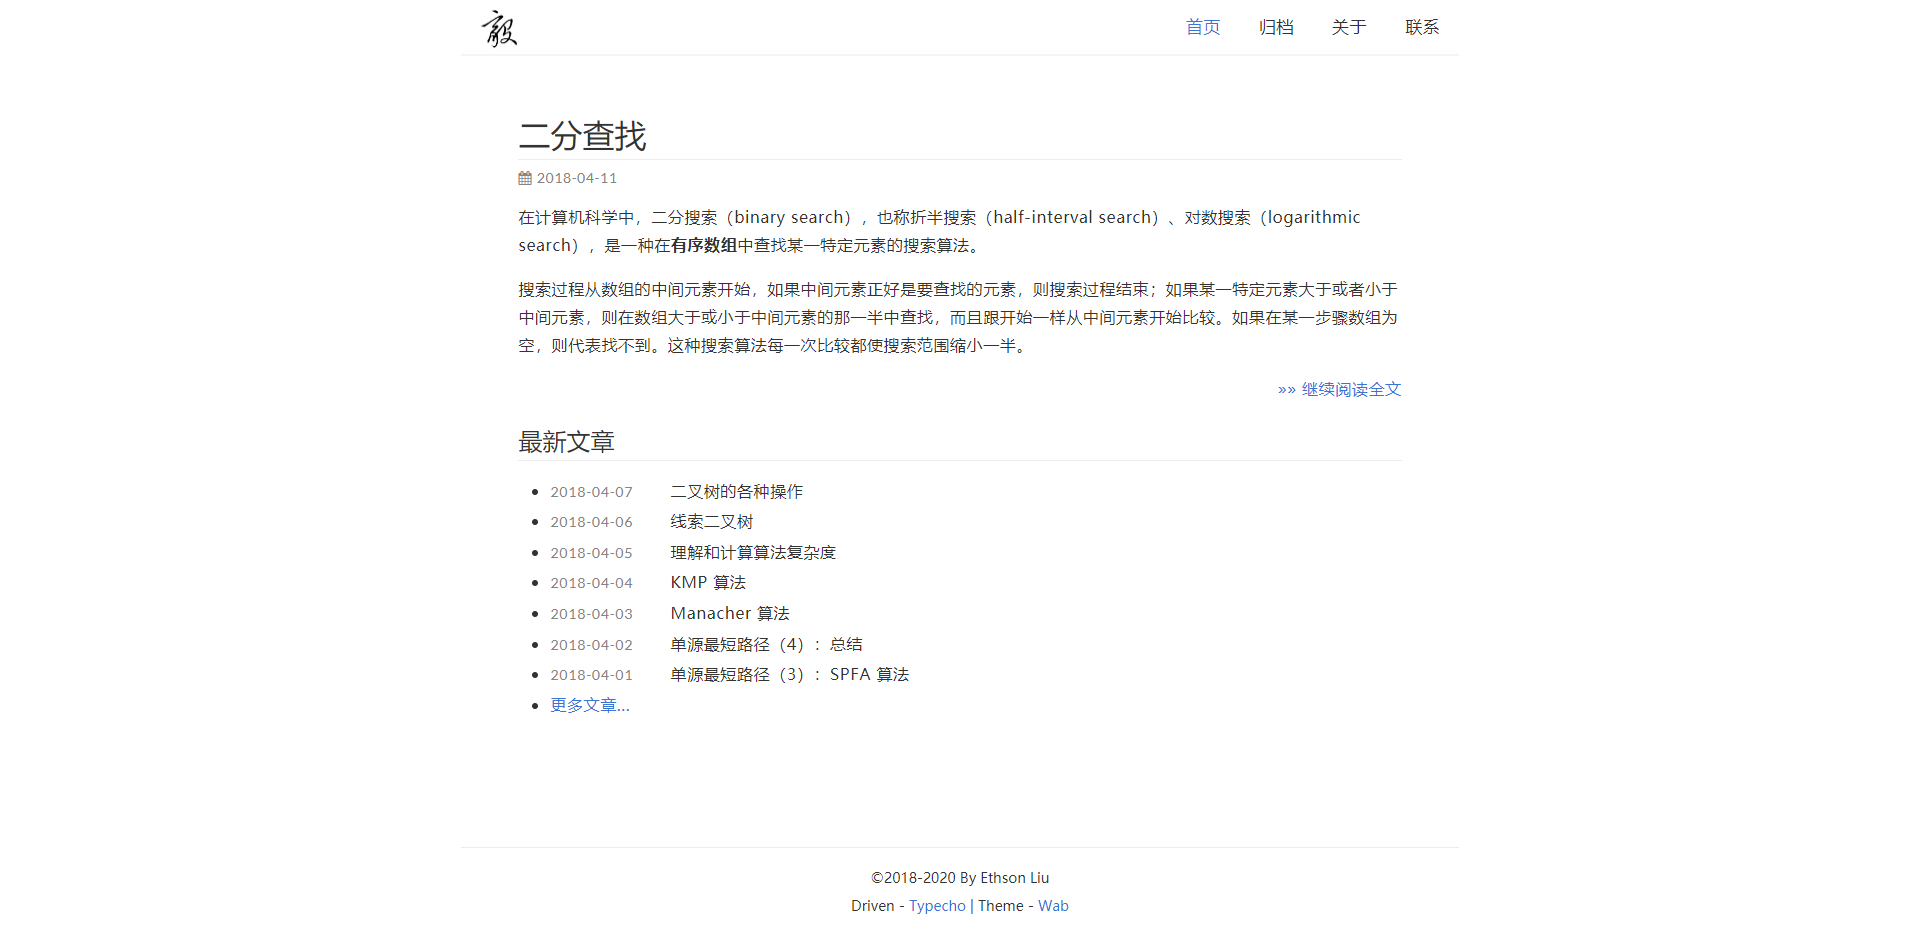 首页 归档 关于 联系
二分查找
2018-04-11
在计算机科学中，二分搜索（binary search），也称折半搜索（half-interval search）、对数搜索（logarithmic
search），是一种在有序数组中查找某一特定元素的搜索算法。
搜索过程从数组的中间元素开始，如果中间元素正好是要查找的元素，则搜索过程结束；如果某一特定元素大于或者小于
中间元素，则在数组大于或小于中间元素的那一半中查找，而且跟开始一样从中间元素开始比较。如果在某一步骤数组为
空，则代表找不到。这种搜索算法每一次比较都使搜索范围缩小一半。
»» 继续阅读全文
最新文章
2018-04-07 二叉树的各种操作
2018-04-06 线索二叉树
2018-04-05 理解和计算算法复杂度
2018-04-04 KMP 算法
2018-04-03 Manacher 算法
2018-04-02 单源最短路径（4）：总结
2018-04-01 单源最短路径（3）：SPFA 算法
更多文章...
©2018-2020 By Ethson Liu
Driven - Typecho | Theme - Wab